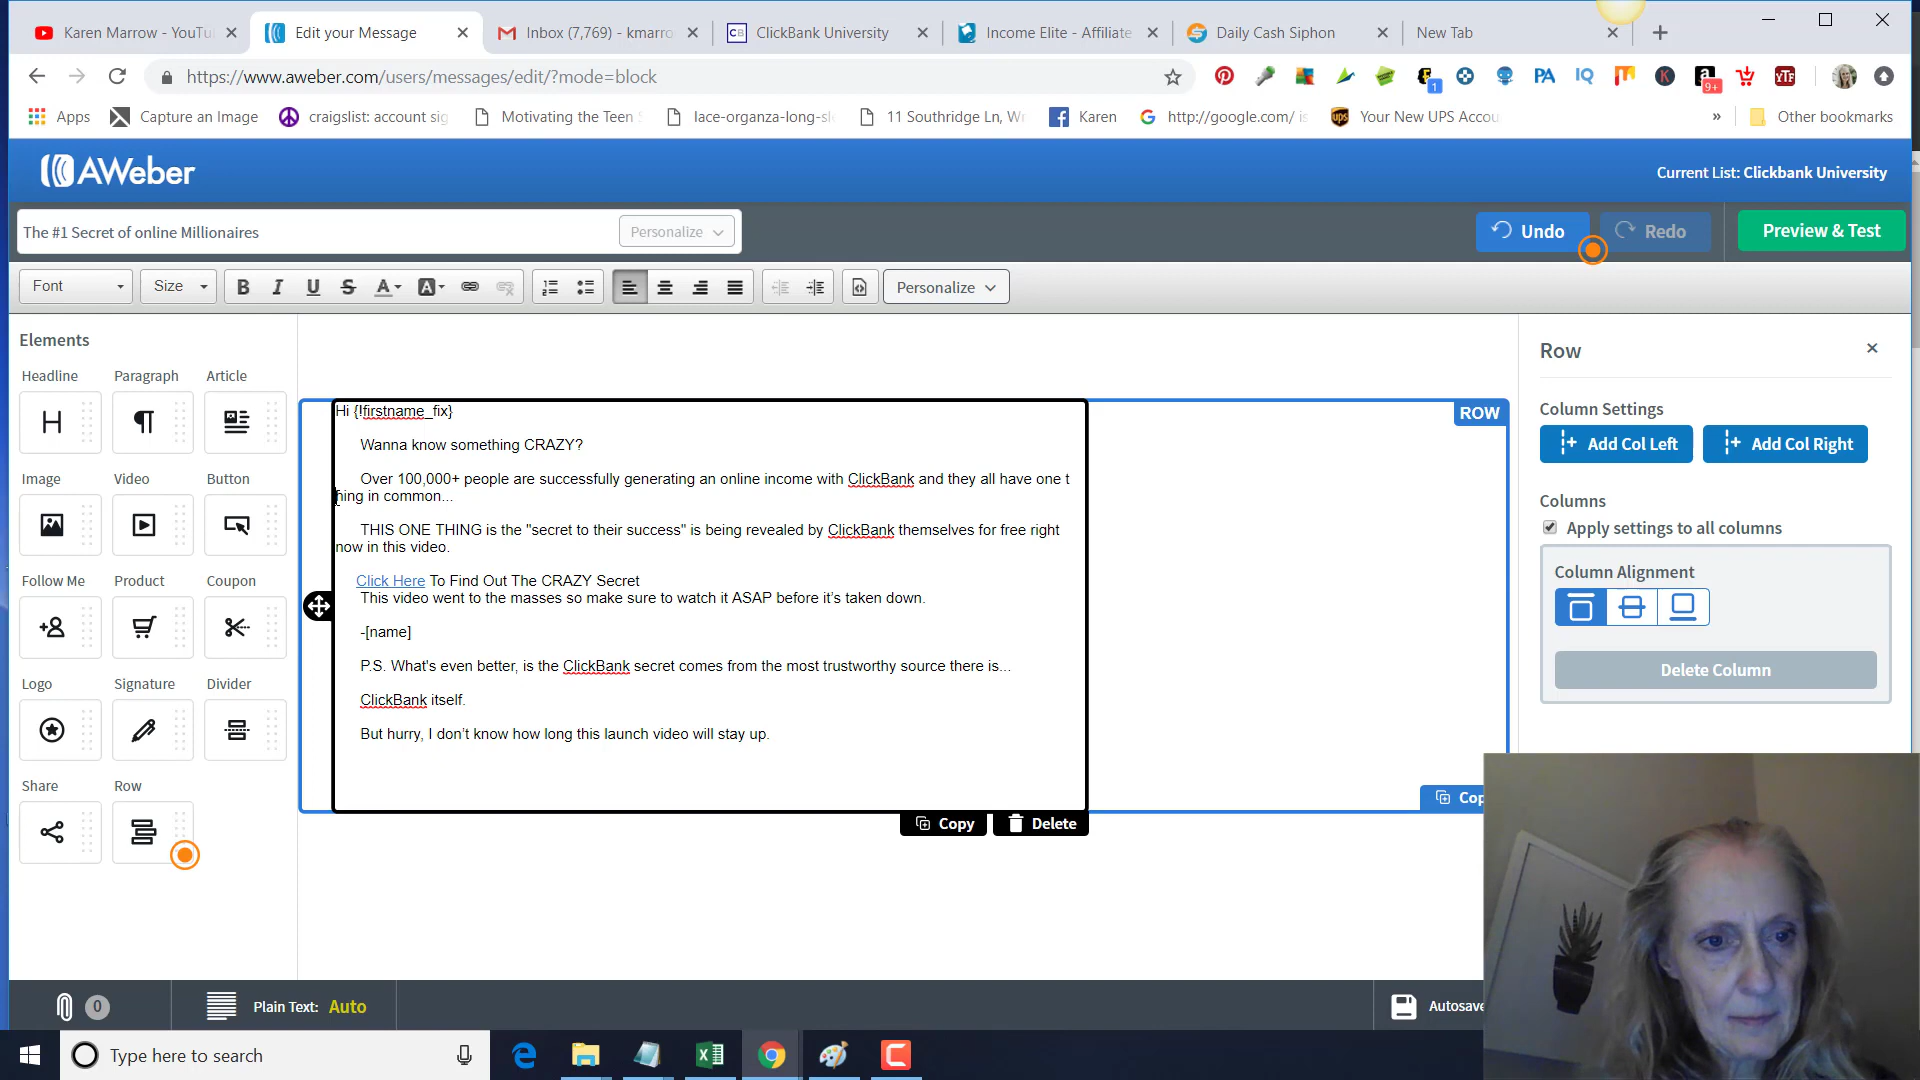 Karen Marrow - YouTu
Edit your Message
Inbox (7,769) - kmarro
ClickBank University
Income Elite - Affiliate
Daily Cash Siphon
New Tab
https://www.aweber.com/users/messages/edit/?mode=block
Apps
Capture an Image
craigslist: account sig
Motivating the Teen
lace-organza-long-sl
11 Southridge Ln, W
Karen
http://google.com/ is
Your New UPS Accou
Other bookmarks
AWeber
Current List: Clickbank University
The #1 Secret of online Millionaires
Personalize
Undo
Redo
Preview & Test
Font
Size
Personalize
Elements
Headline
Paragraph
Article
Image
Video
Button
Follow Me
Product
Coupon
Logo
Signature
Divider
Share
Row
Hi {!firstname_fix}
Wanna know something CRAZY?
Over 100,000+ people are successfully generating an online income with ClickBank and they all have one t
hing in common...
THIS ONE THING is the "secret to their success" is being revealed by ClickBank themselves for free right
now in this video.
Click Here To Find Out The CRAZY Secret
This video went to the masses so make sure to watch it ASAP before it's taken down.
-[name]
P.S. What's even better, is the ClickBank secret comes from the most trustworthy source there is...
ClickBank itself.
But hurry, I don't know how long this launch video will stay up.
ROW
Cop
Copy
Delete
Row
Column Settings
Add Col Left
Add Col Right
Columns
Apply settings to all columns
Column Alignment
Delete Column
0
Plain Text: Auto
Autosave
Type here to search
CB
1
PA
IQ
K
a
9+
YTF
ups